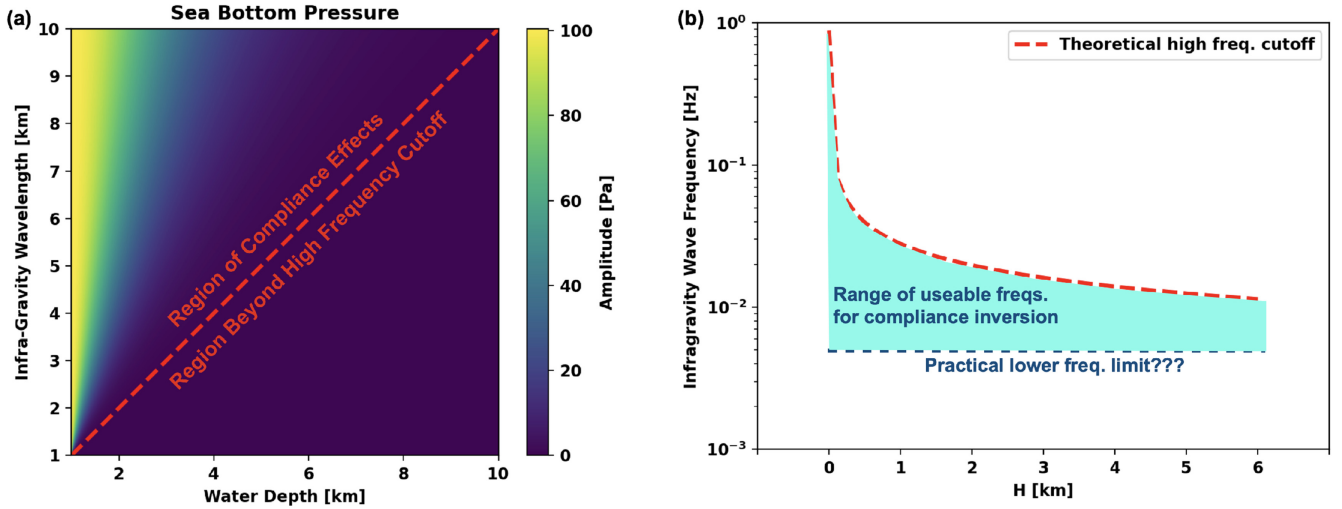 (a)
Sea Bottom Pressure
Infra-Gravity Wavelength [km]
10
9
8
7
6
5
4
3
2
1
2
4
6
8
10
Water Depth [km]
Region of Compliance Effects
Region Beyond High Frequency Cutoff
100
80
60
40
20
0
Amplitude [Pa]
(b)
Infragravity Wave Frequency [Hz]
10⁰
10⁻¹
10⁻²
10⁻³
Theoretical high freq. cutoff
Range of useable freqs.
for compliance inversion
Practical lower freq. limit???
0
1
2
3
4
5
6
H [km]